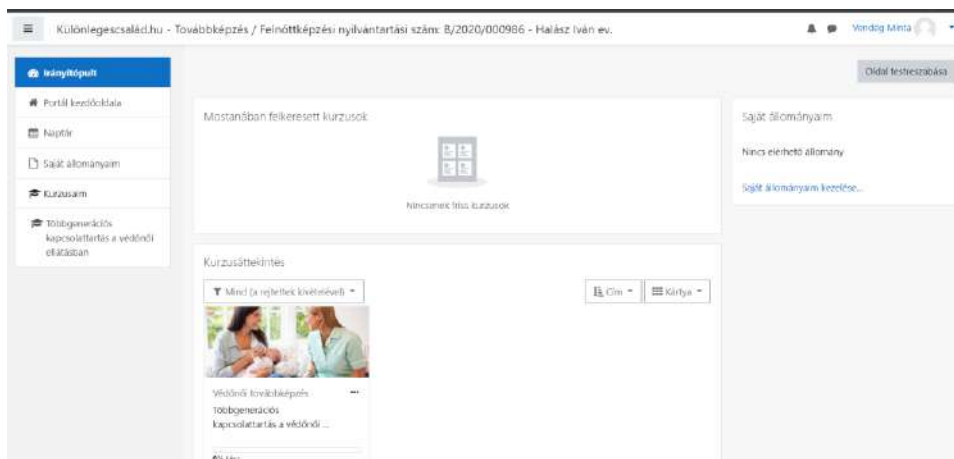 Különlegescsalád.hu - Továbbképzés / Felnőttképzési nyilvántartási szám: B/2020/000986 - Halász Iván ev.
Vendég Minta
Irányítópult
Portál kezdőoldala
Naptár
Saját állományaim
Kurzusaim
Többgenerációs
kapcsolattartás a védőnői
ellátásban
Oldal testreszabása
Mostanában felkeresett kurzusok
Nincsenek friss kurzusok
Kurzusáttekintés
Mind (a rejtettek kivételével)
Cím
Kártya
Védőnői továbbképzés
Többgenerációs
kapcsolattartás a védőnői ...
Saját állományaim
Nincs elérhető állomány
Saját állományaim kezelése...